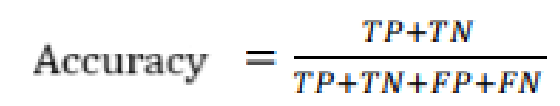 Accuracy = TP+TN / TP+TN+FP+FN